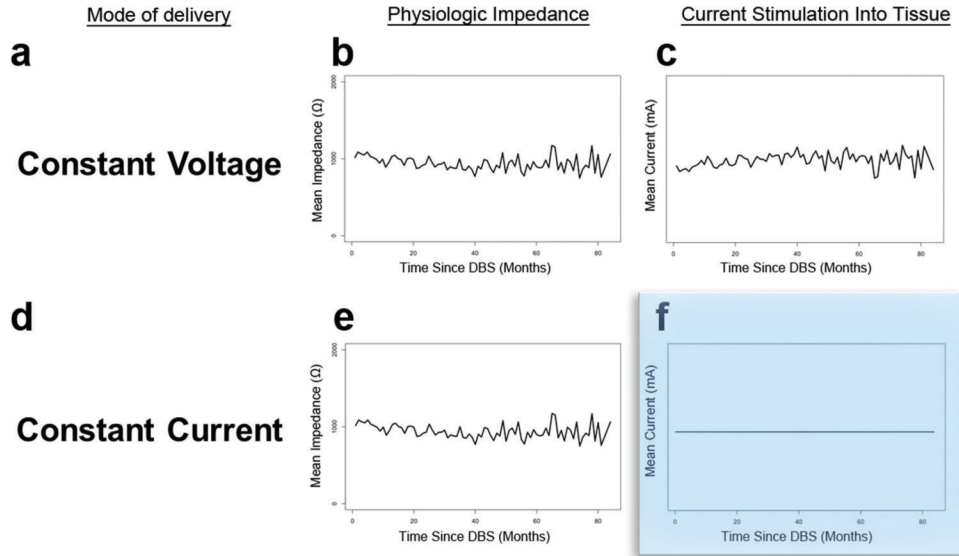 Mode of delivery
Physiologic Impedance
Current Stimulation Into Tissue
a
b
c
Constant Voltage
Mean Impedance (Ω)
2000
1000
0
0 20 40 60 80
Time Since DBS (Months)
Mean Current (mA)
0 20 40 60 80
Time Since DBS (Months)
d
e
f
Constant Current
Mean Impedance (Ω)
2000
1000
0
0 20 40 60 80
Time Since DBS (Months)
Mean Current (mA)
0 20 40 60 80
Time Since DBS (Months)